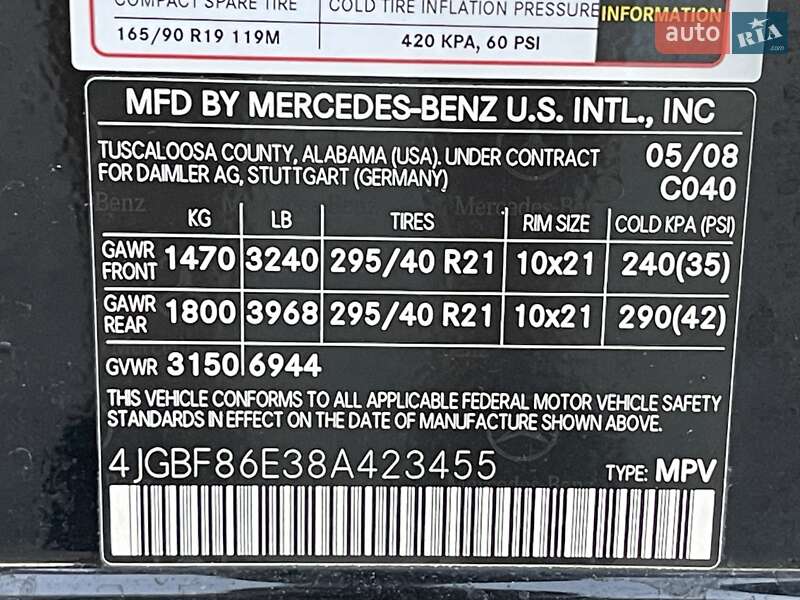 COMPACT SPARE TIRE COLD TIRE INFLATION PRESSURE INFORMATION
165/90 R19 119M 420 KPA, 60 PSI
auto RIA .com
MFD BY MERCEDES-BENZ U.S. INTL., INC
TUSCALOOSA COUNTY, ALABAMA (USA). UNDER CONTRACT 05/08
FOR DAIMLER AG, STUTTGART (GERMANY) C040
KG LB TIRES RIM SIZE COLD KPA (PSI)
GAWR FRONT 1470 3240 295/40 R21 10x21 240(35)
GAWR REAR 1800 3968 295/40 R21 10x21 290(42)
GVWR 3150 6944
THIS VEHICLE CONFORMS TO ALL APPLICABLE FEDERAL MOTOR VEHICLE SAFETY
STANDARDS IN EFFECT ON THE DATE OF MANUFACTURE SHOWN ABOVE.
4JGBF86E38A423455 TYPE: MPV